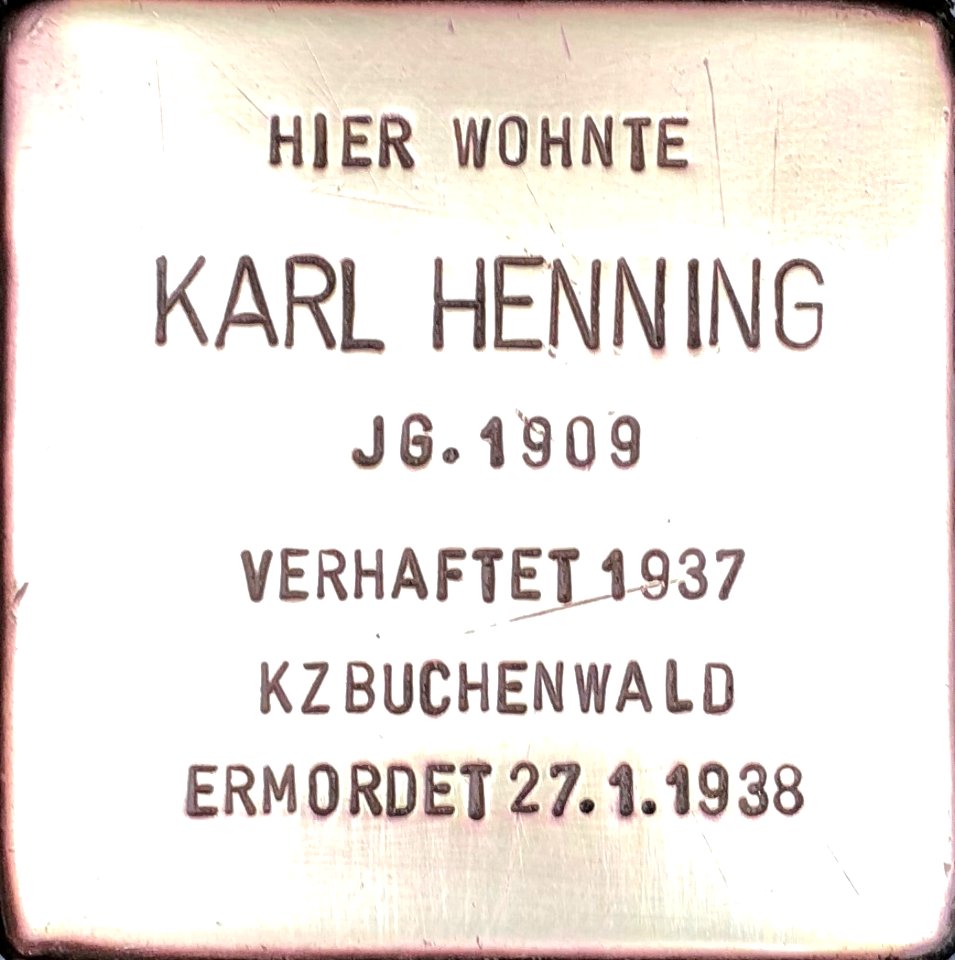 HIER WOHNTE
KARL HENNING
JG. 1909
VERHAFTET 1937
KZ BUCHENWALD
ERMORDET 27.1.1938